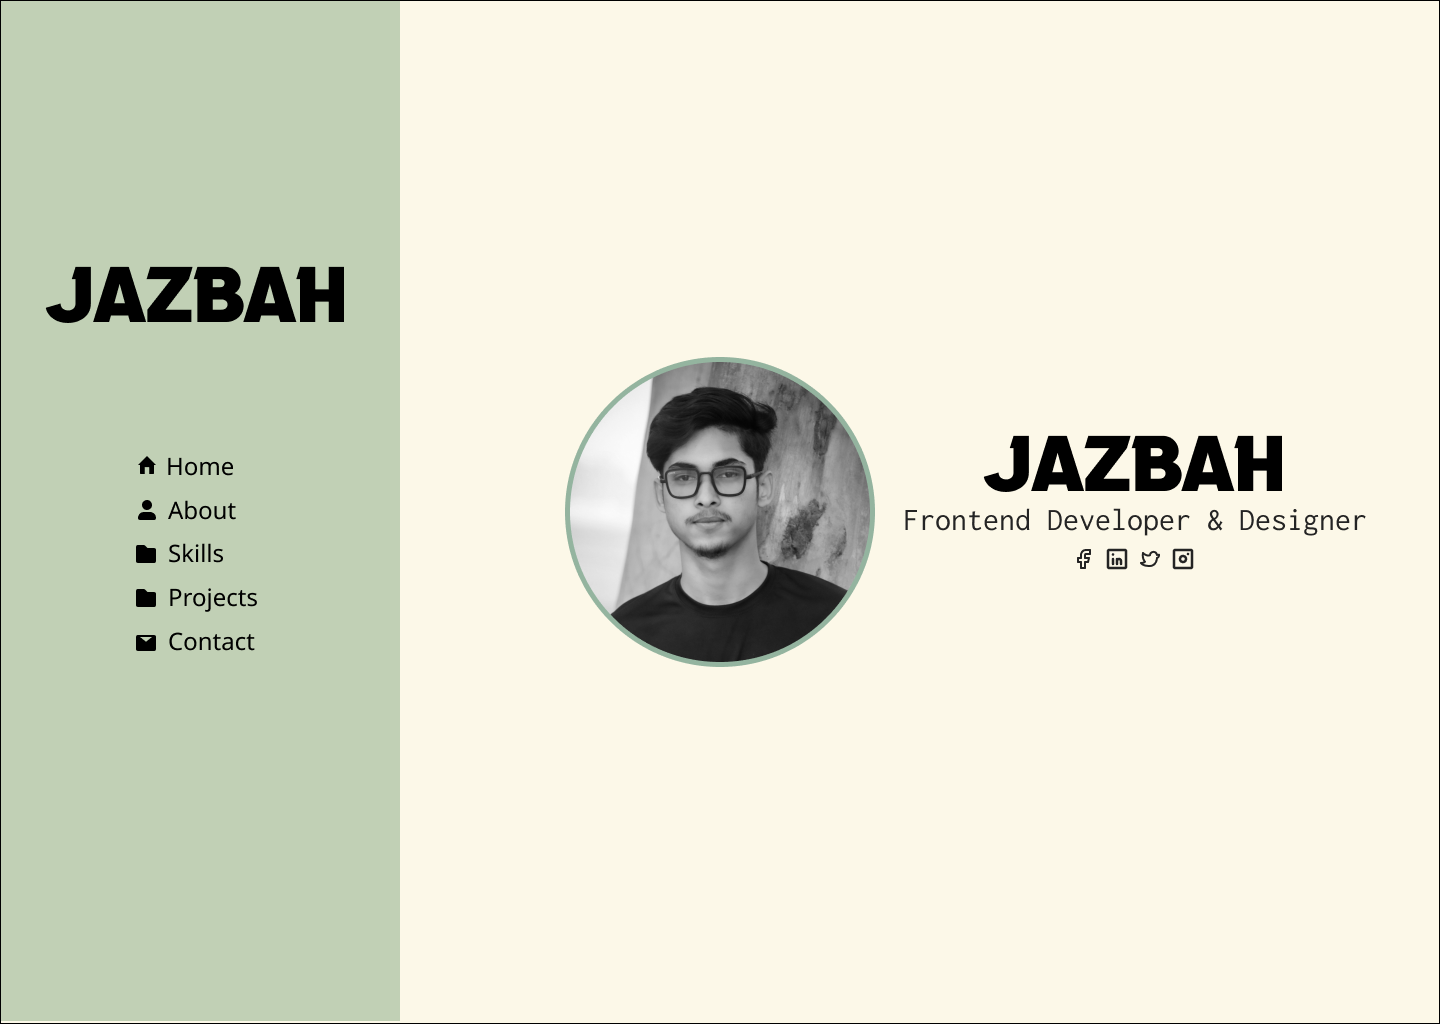 JAZBAH
Home
About
Skills
Projects
Contact
JAZBAH
Frontend Developer & Designer